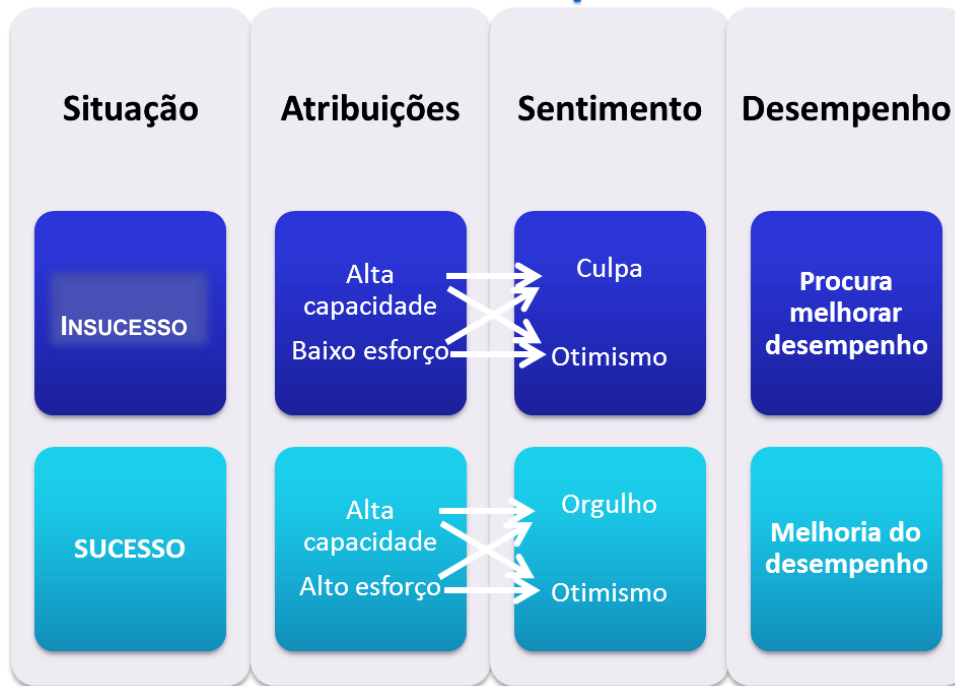 Situação
Atribuições
Sentimento
Desempenho
INSUCESSO
Alta
capacidade
Baixo esforço
Culpa
Otimismo
Procura
melhorar
desempenho
SUCESSO
Alta
capacidade
Alto esforço
Orgulho
Otimismo
Melhoria do
desempenho